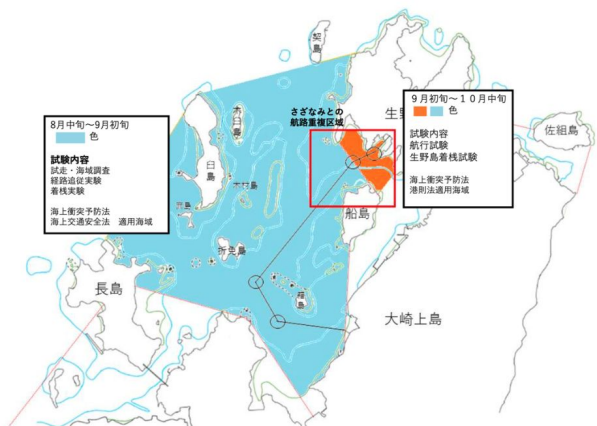 契島
さざなみとの
航路重複区域
8月中旬〜9月初旬
色
試験内容
試走・海域調査
経路追従実験
着桟実験
海上衝突予防法
海上交通安全法 適用海域
9月初旬〜10月中旬
色
試験内容
航行試験
生野島着桟試験
海上衝突予防法
港則法適用海域
生野
佐組島
臼島
船島
長島
大崎上島